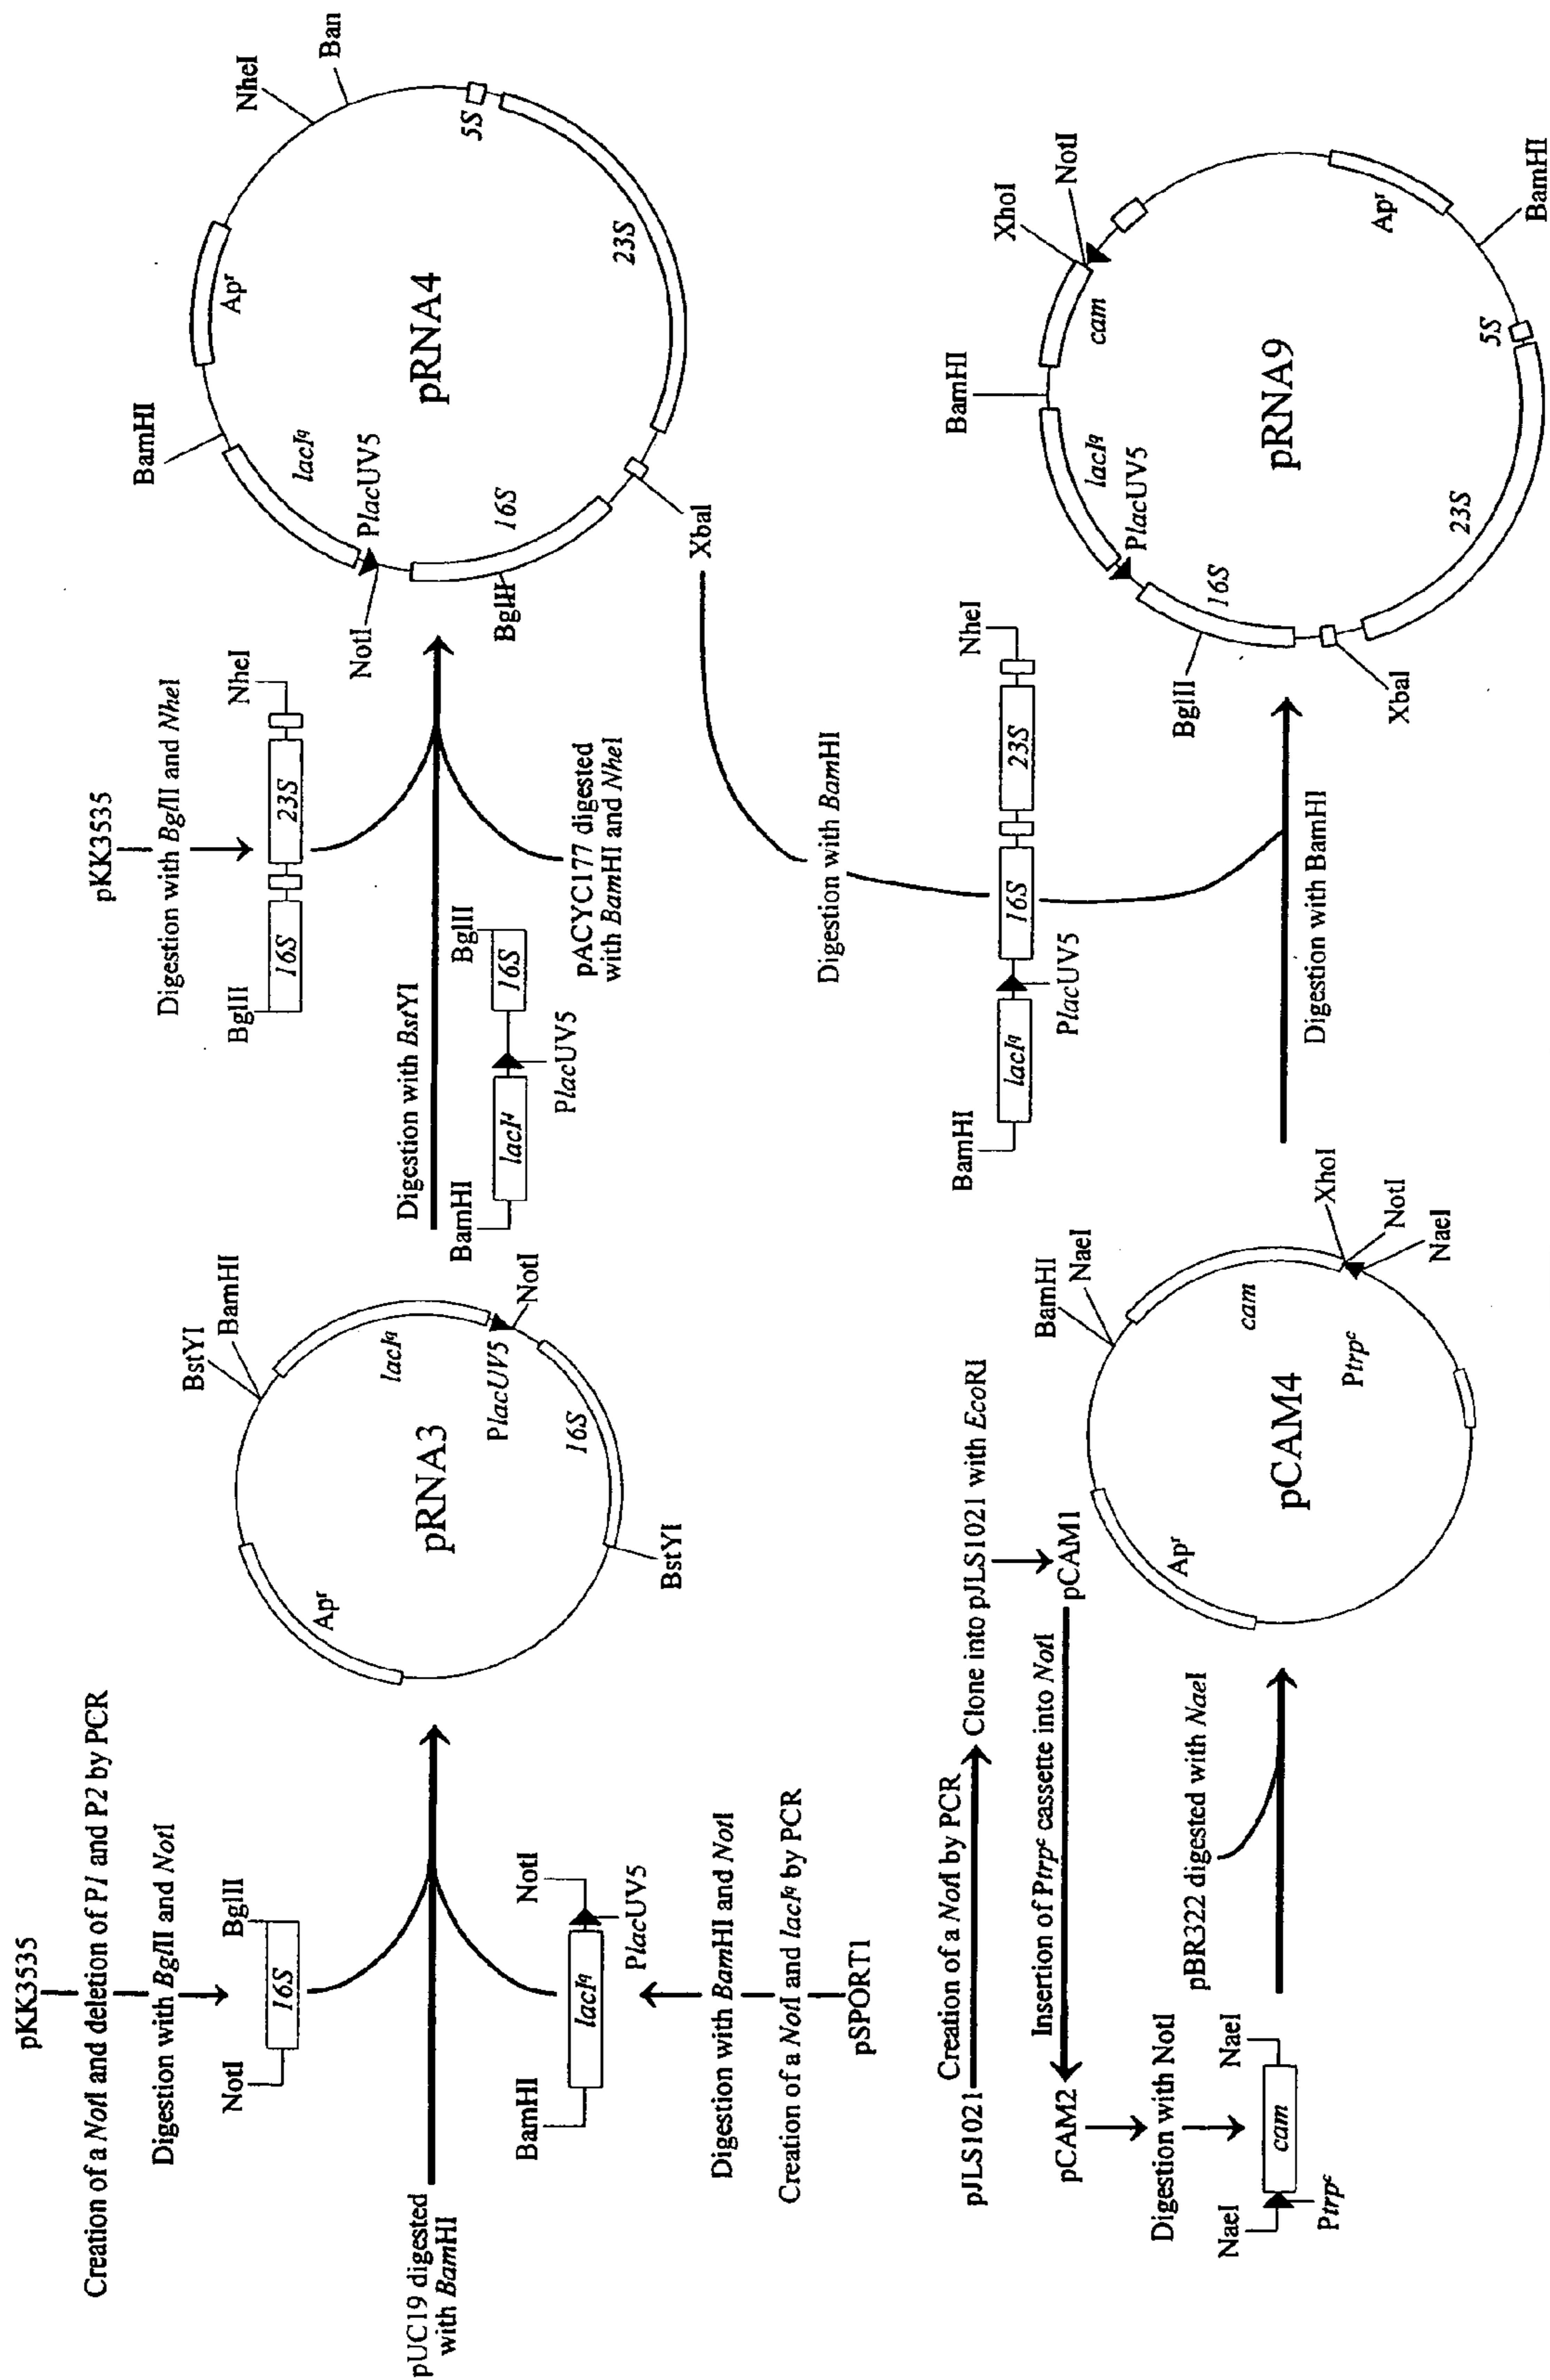 pKK3535
Creation of a NotI and deletion of P1 and P2 by PCR
Digestion with BglII and NotI
NotI
BglII
16S
pUC19 digested
with BamHI
BamHI
NotI
lacIq
PlacUV5
Digestion with BamHI and NotI
Creation of a NotI and lacIq by PCR
pSPORT1
BstYI
BamHI
lacIq
PlacUV5
NotI
pRNA3
16S
Apr
BstYI
pKK3535
Digestion with BglII and NheI
BglII
NheI
16S
23S
Digestion with BstYI
BamHI
BglII
lacIq
16S
PlacUV5
pACYC177 digested
with BamHI and NheI
NheI
Ban
Apr
BamHI
5S
lacIq
pRNA4
PlacUV5
NotI
23S
16S
BglII
XbaI
Digestion with BamHI
pJLS1021
Creation of a NotI by PCR
Clone into pJLS1021 with EcoRI
pCAM1
Insertion of Ptrpc cassette into NotI
pCAM2
Digestion with NotI
NaeI
NaeI
cam
Ptrpc
pBR322 digested with NaeI
BamHI
NaeI
XhoI
cam
NotI
NaeI
Apr
Ptrpc
pCAM4
BamHI
NheI
lacIq
16S
23S
PlacUV5
Digestion with BamHI
XhoI
NotI
BamHI
cam
lacIq
PlacUV5
pRNA9
Apr
16S
BglII
BamHI
5S
XbaI
23S